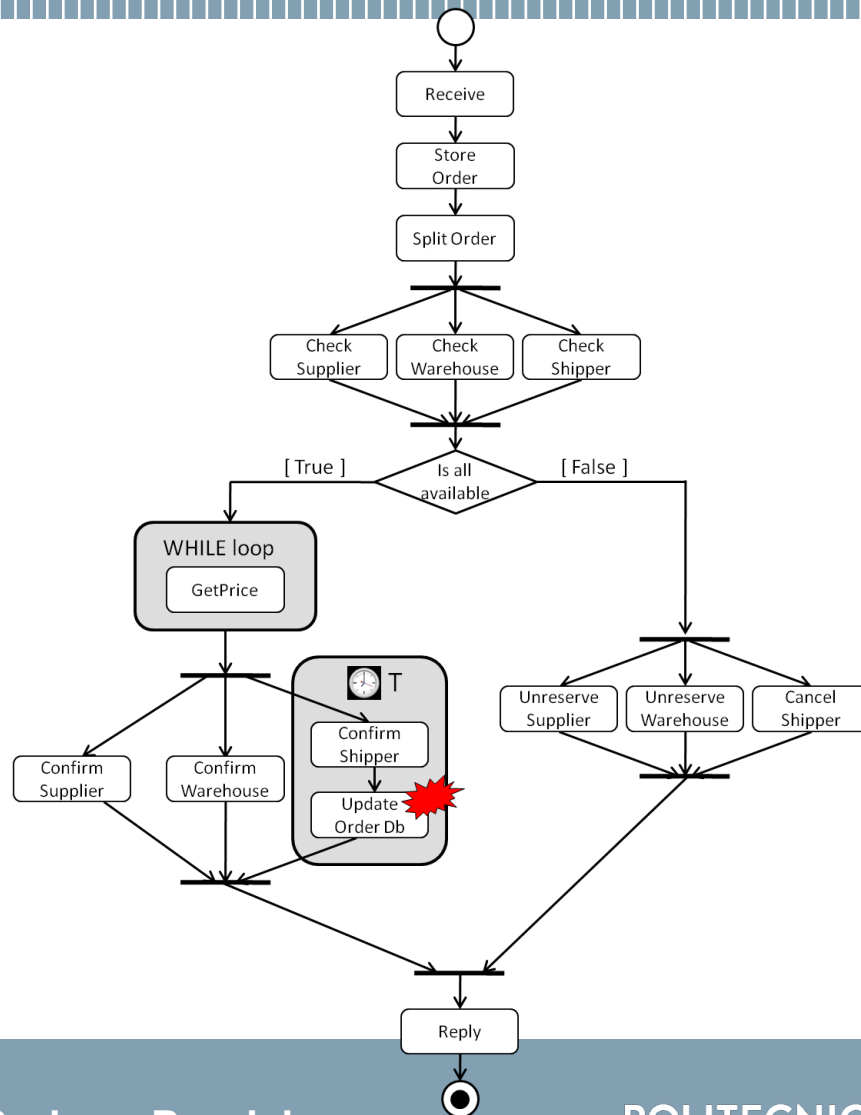 Receive
Store
Order
Split Order
Check
Supplier
Check
Warehouse
Check
Shipper
[ True ]
Is all
available
[ False ]
WHILE loop
GetPrice
T
Confirm
Shipper
Unreserve
Supplier
Unreserve
Warehouse
Cancel
Shipper
Confirm
Supplier
Confirm
Warehouse
Update
Order Db
Reply